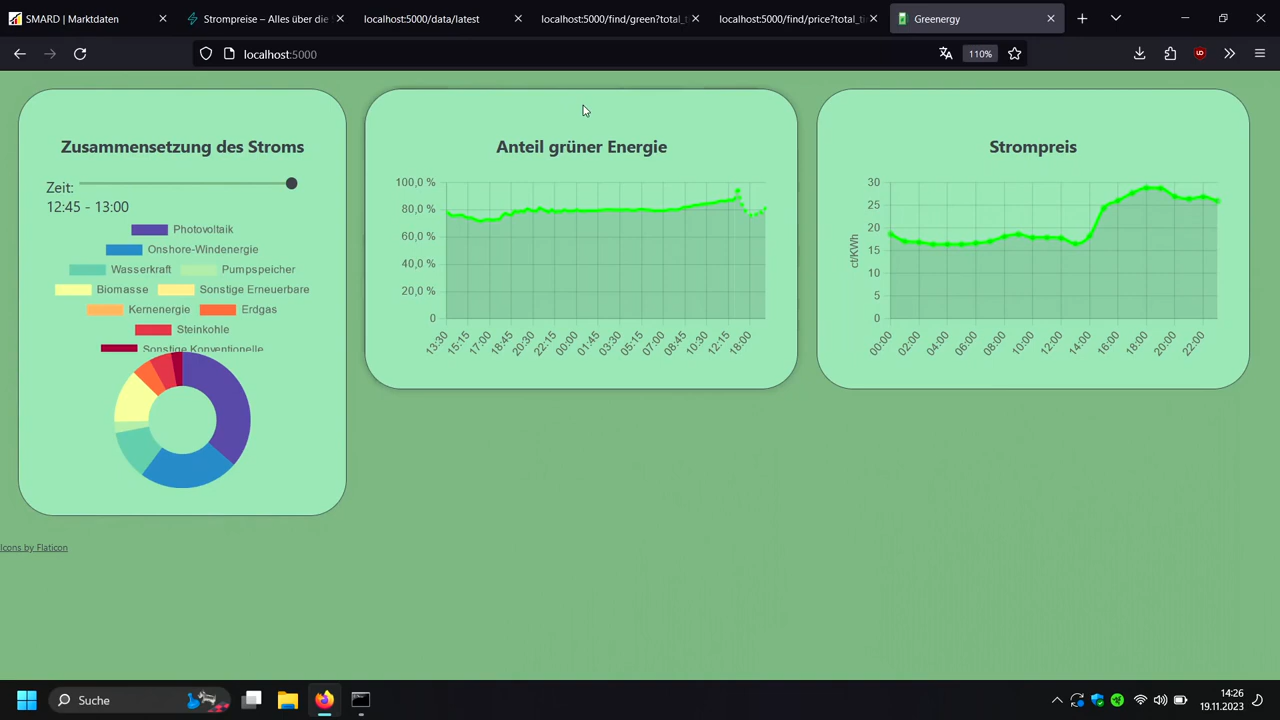 SMARD | Marktdaten
Strompreise – Alles über die
localhost:5000/data/latest
localhost:5000/find/green?total_t
localhost:5000/find/price?total_ti
Greenergy
localhost:5000
110%
Zusammensetzung des Stroms
Zeit:
12:45 - 13:00
Photovoltaik
Onshore-Windenergie
Wasserkraft Pumpspeicher
Biomasse Sonstige Erneuerbare
Kernenergie Erdgas
Steinkohle
Sonstige Konventionelle
Anteil grüner Energie
100,0 %
80,0 %
60,0 %
40,0 %
20,0 %
0
13:30 15:15 17:00 18:45 20:30 22:15 00:00 01:45 03:30 05:15 07:00 08:45 10:30 12:15 18:00
Strompreis
ct/KWh
30
25
20
15
10
5
0
00:00 02:00 04:00 06:00 08:00 10:00 12:00 14:00 16:00 18:00 20:00 22:00
Icons by Flaticon
Suche
14:26
19.11.2023